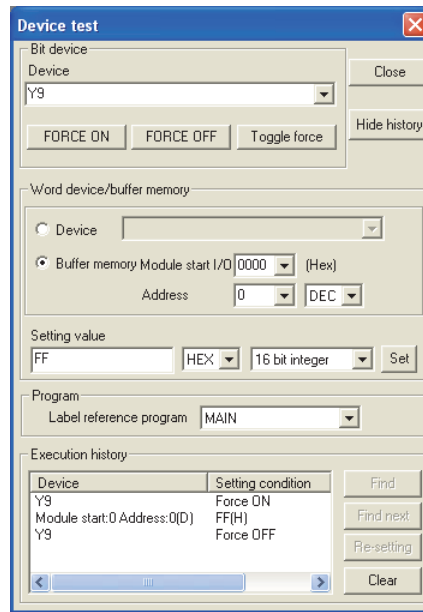 Device test
Bit device
Device
Close
Y9
FORCE ON FORCE OFF Toggle force
Hide history
Word device/buffer memory
Device
Buffer memory Module start I/O 0000 (Hex)
Address 0 DEC
Setting value
FF HEX 16 bit integer Set
Program
Label reference program MAIN
Execution history
Device Setting condition Find
Y9 Force ON
Module start:0 Address:0(D) FF(H) Find next
Y9 Force OFF
Re-setting
Clear